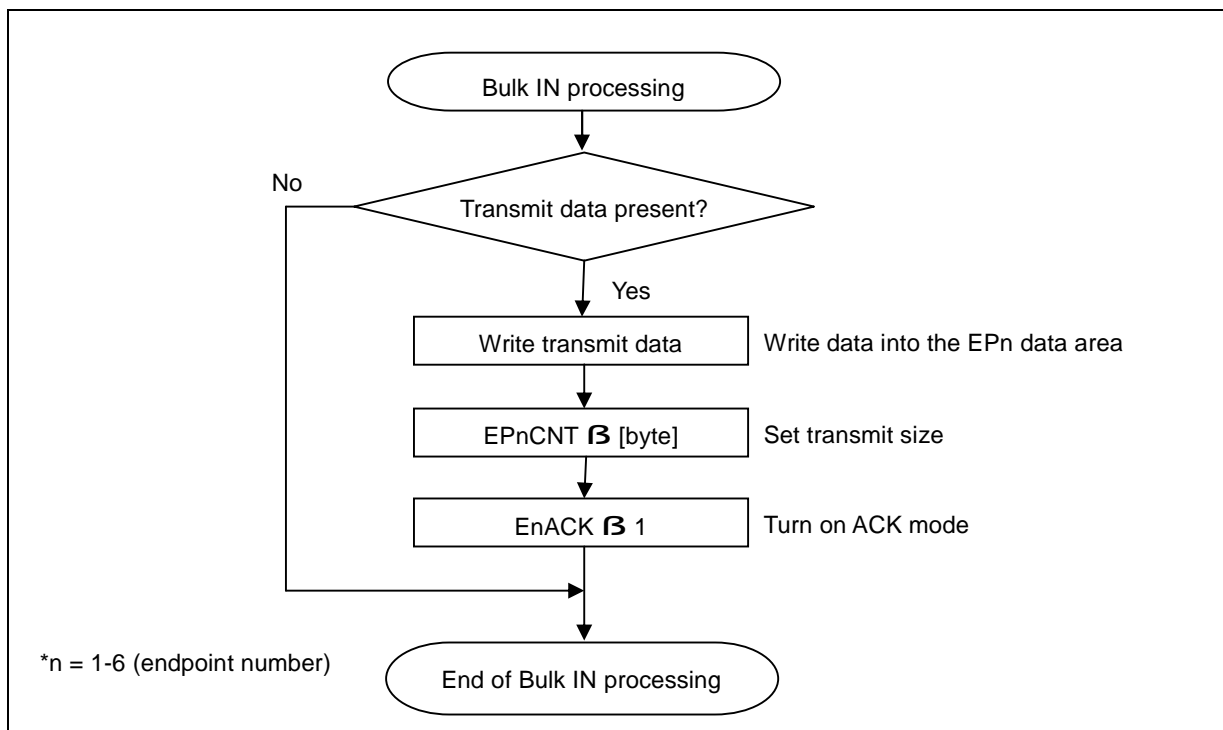 Bulk IN processing
No
Transmit data present?
Yes
Write transmit data
Write data into the EPn data area
EPnCNT ß [byte]
Set transmit size
EnACK ß 1
Turn on ACK mode
*n = 1-6 (endpoint number)
End of Bulk IN processing